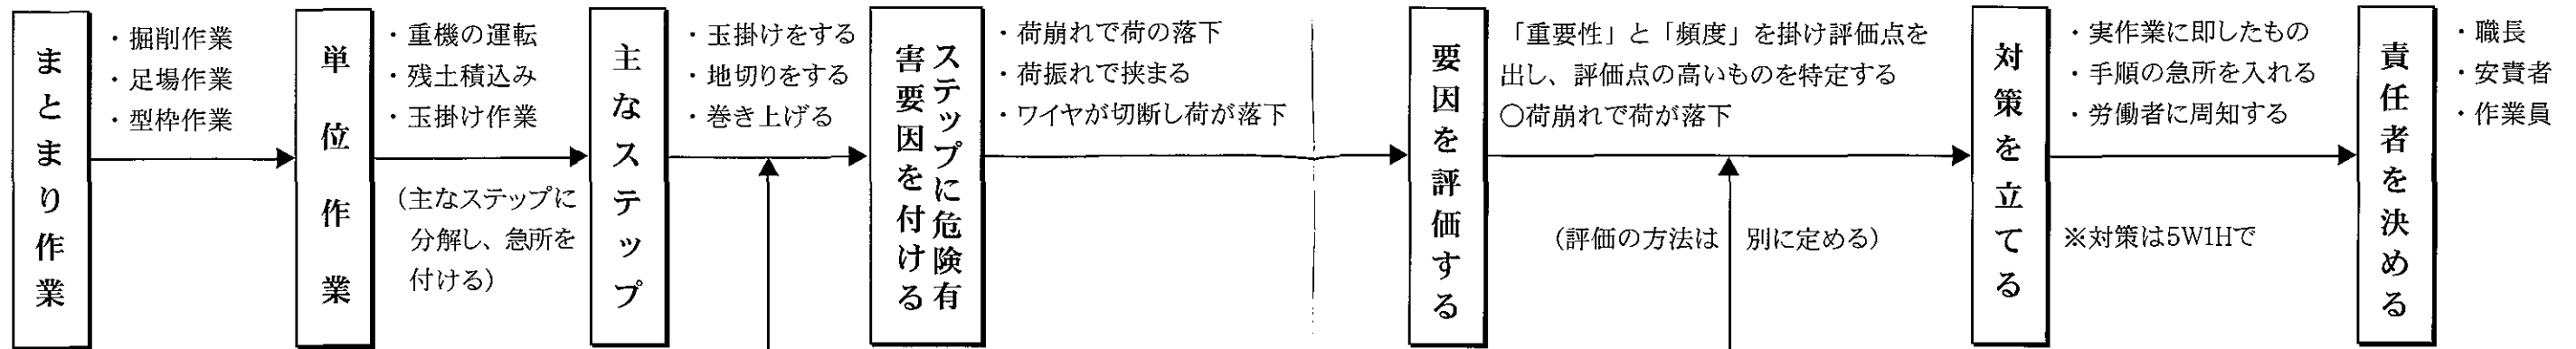 まとまり作業
・掘削作業
・足場作業
・型枠作業
単位作業
・重機の運転
・残土積込み
・玉掛け作業
(主なステップに
分解し、急所を
付ける)
主なステップ
・玉掛けをする
・地切りをする
・巻き上げる
ステップに危険有
害要因を付ける
・荷崩れで荷の落下
・荷振れで挟まる
・ワイヤが切断し荷が落下
要因を評価する
「重要性」と「頻度」を掛け評価点を
出し、評価点の高いものを特定する
○荷崩れで荷が落下
(評価の方法は 別に定める)
対策を立てる
・実作業に即したもの
・手順の急所を入れる
・労働者に周知する
※対策は5W1Hで
責任者を決める
・職長
・安責者
・作業員